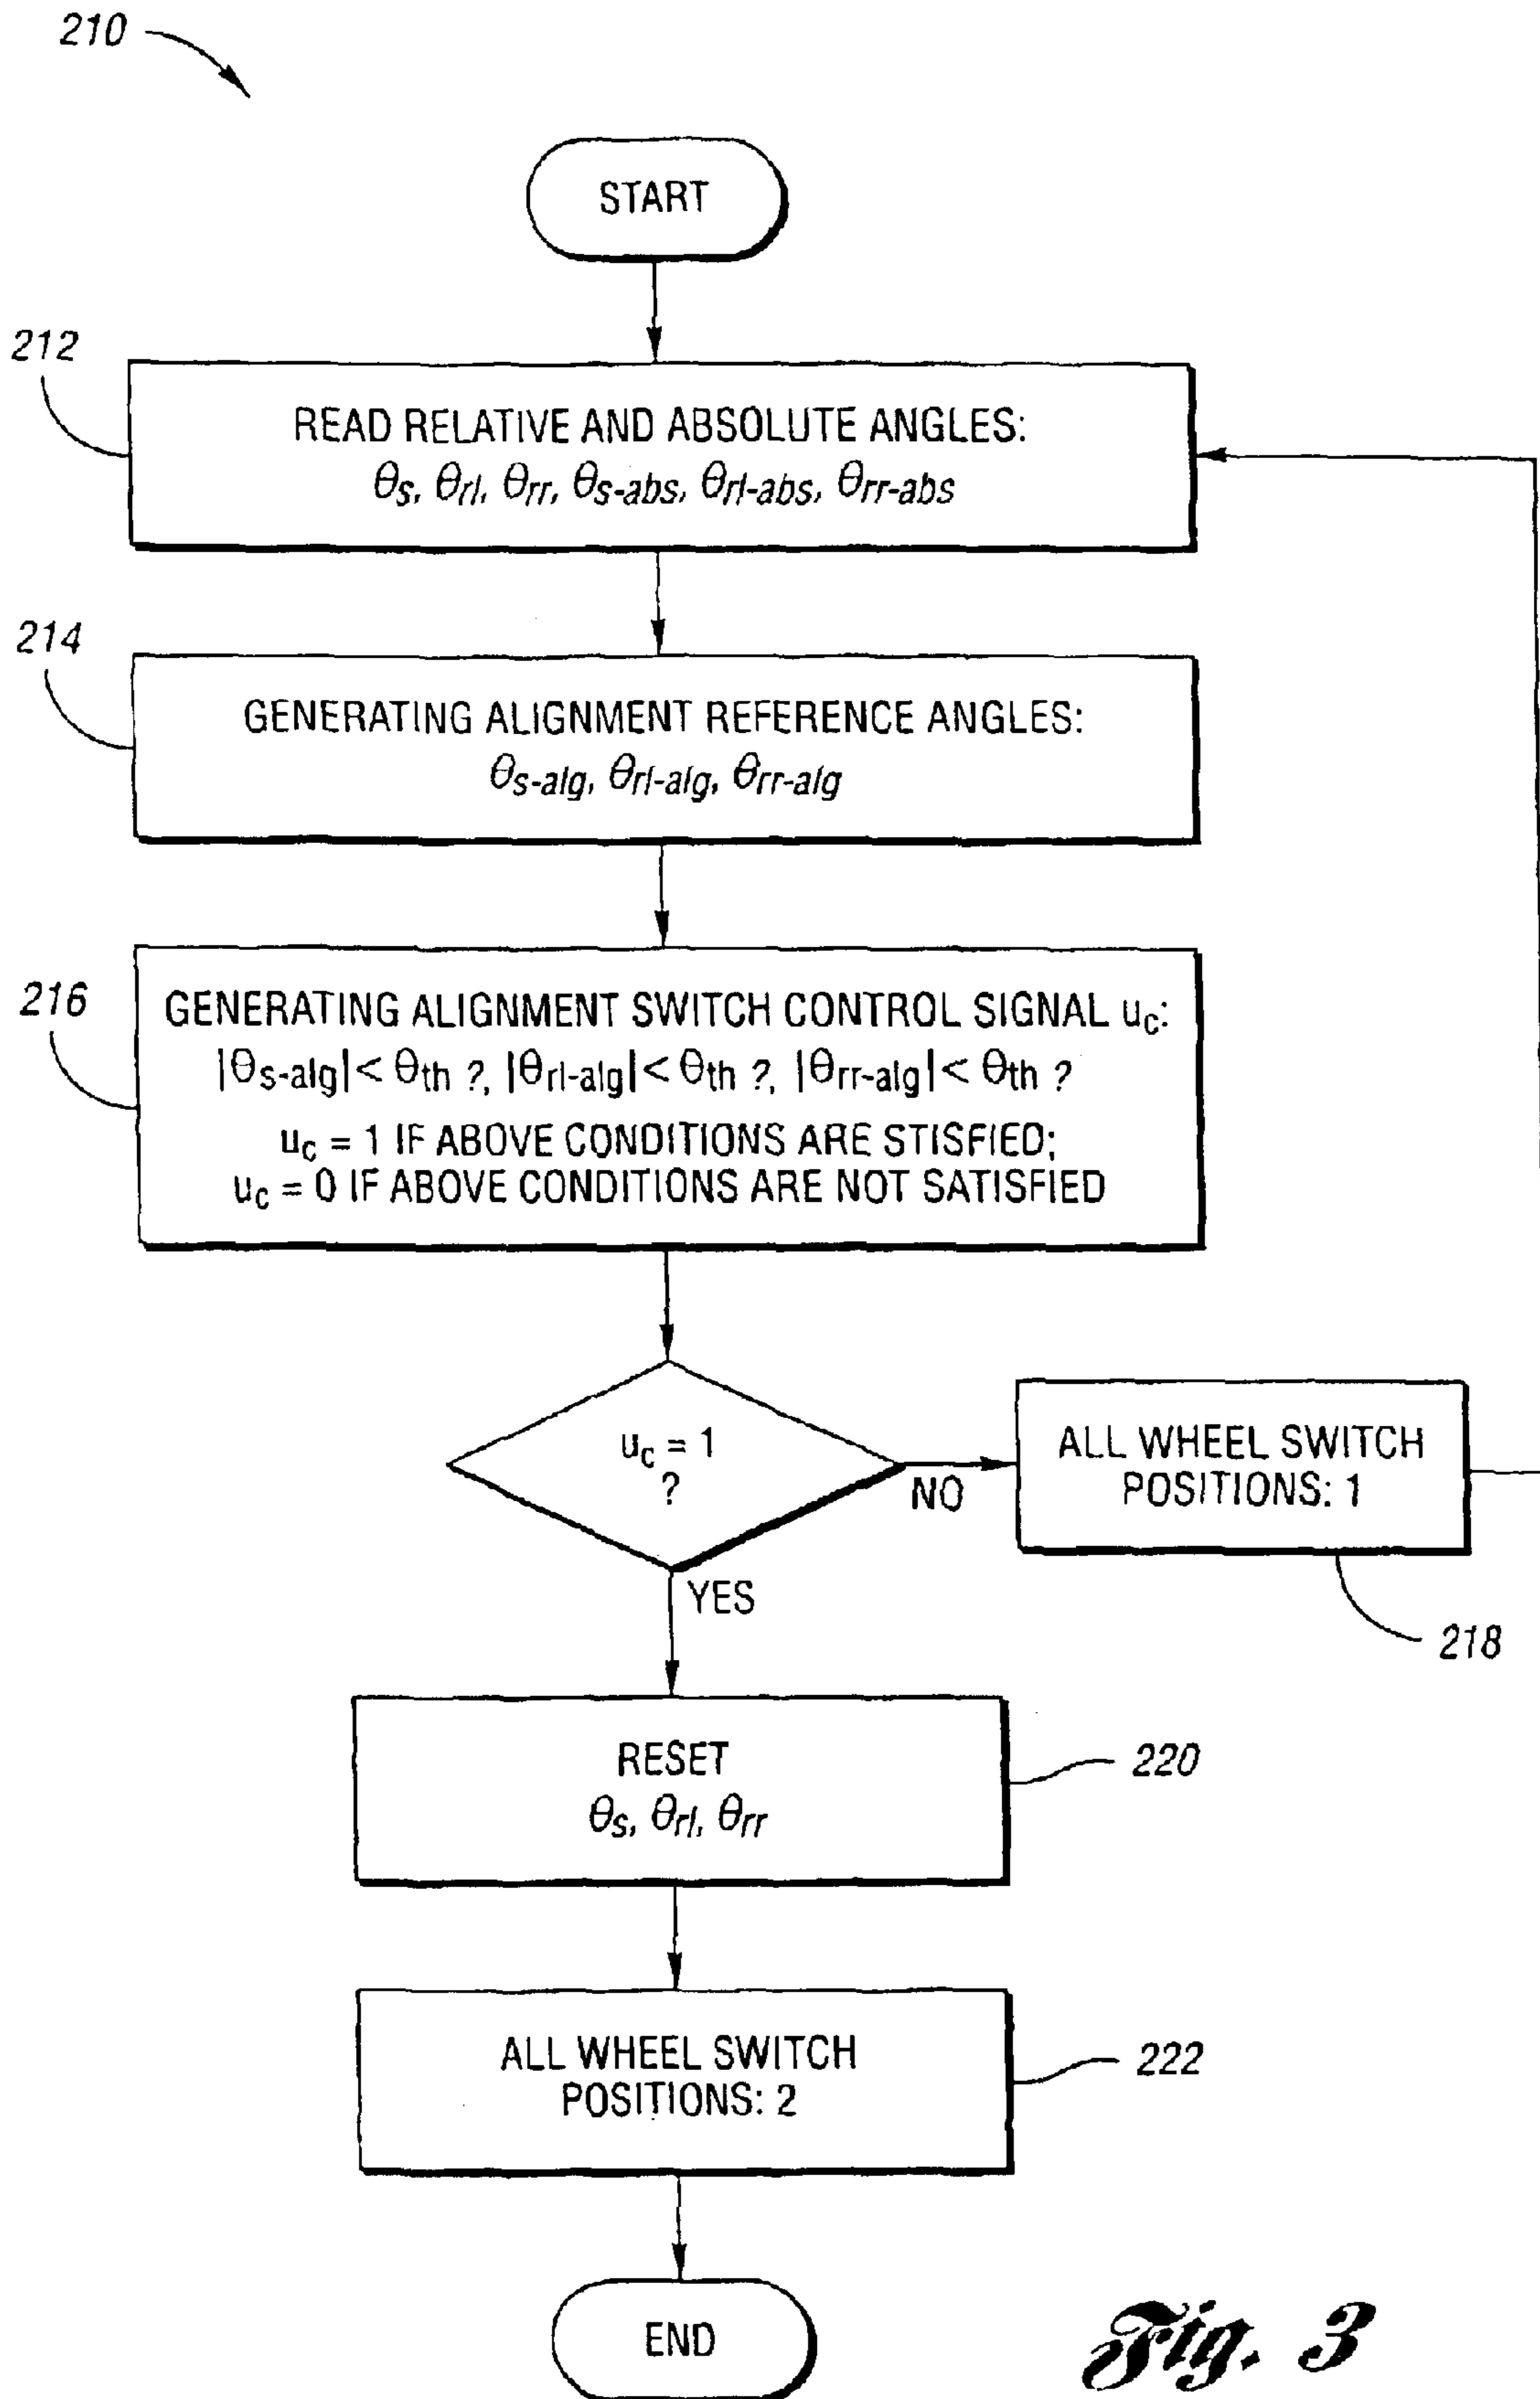 210
START
212
READ RELATIVE AND ABSOLUTE ANGLES:
θs, θrl, θrr, θs-abs, θrl-abs, θrr-abs
214
GENERATING ALIGNMENT REFERENCE ANGLES:
θs-alg, θrl-alg, θrr-alg
216
GENERATING ALIGNMENT SWITCH CONTROL SIGNAL uc:
|θs-alg| < θth ?, |θrl-alg| < θth ?, |θrr-alg| < θth ?
uc = 1 IF ABOVE CONDITIONS ARE STISFIED;
uc = 0 IF ABOVE CONDITIONS ARE NOT SATISFIED
uc = 1
?
NO
ALL WHEEL SWITCH
POSITIONS: 1
218
YES
RESET
θs, θrl, θrr
220
ALL WHEEL SWITCH
POSITIONS: 2
222
END
Fig. 3